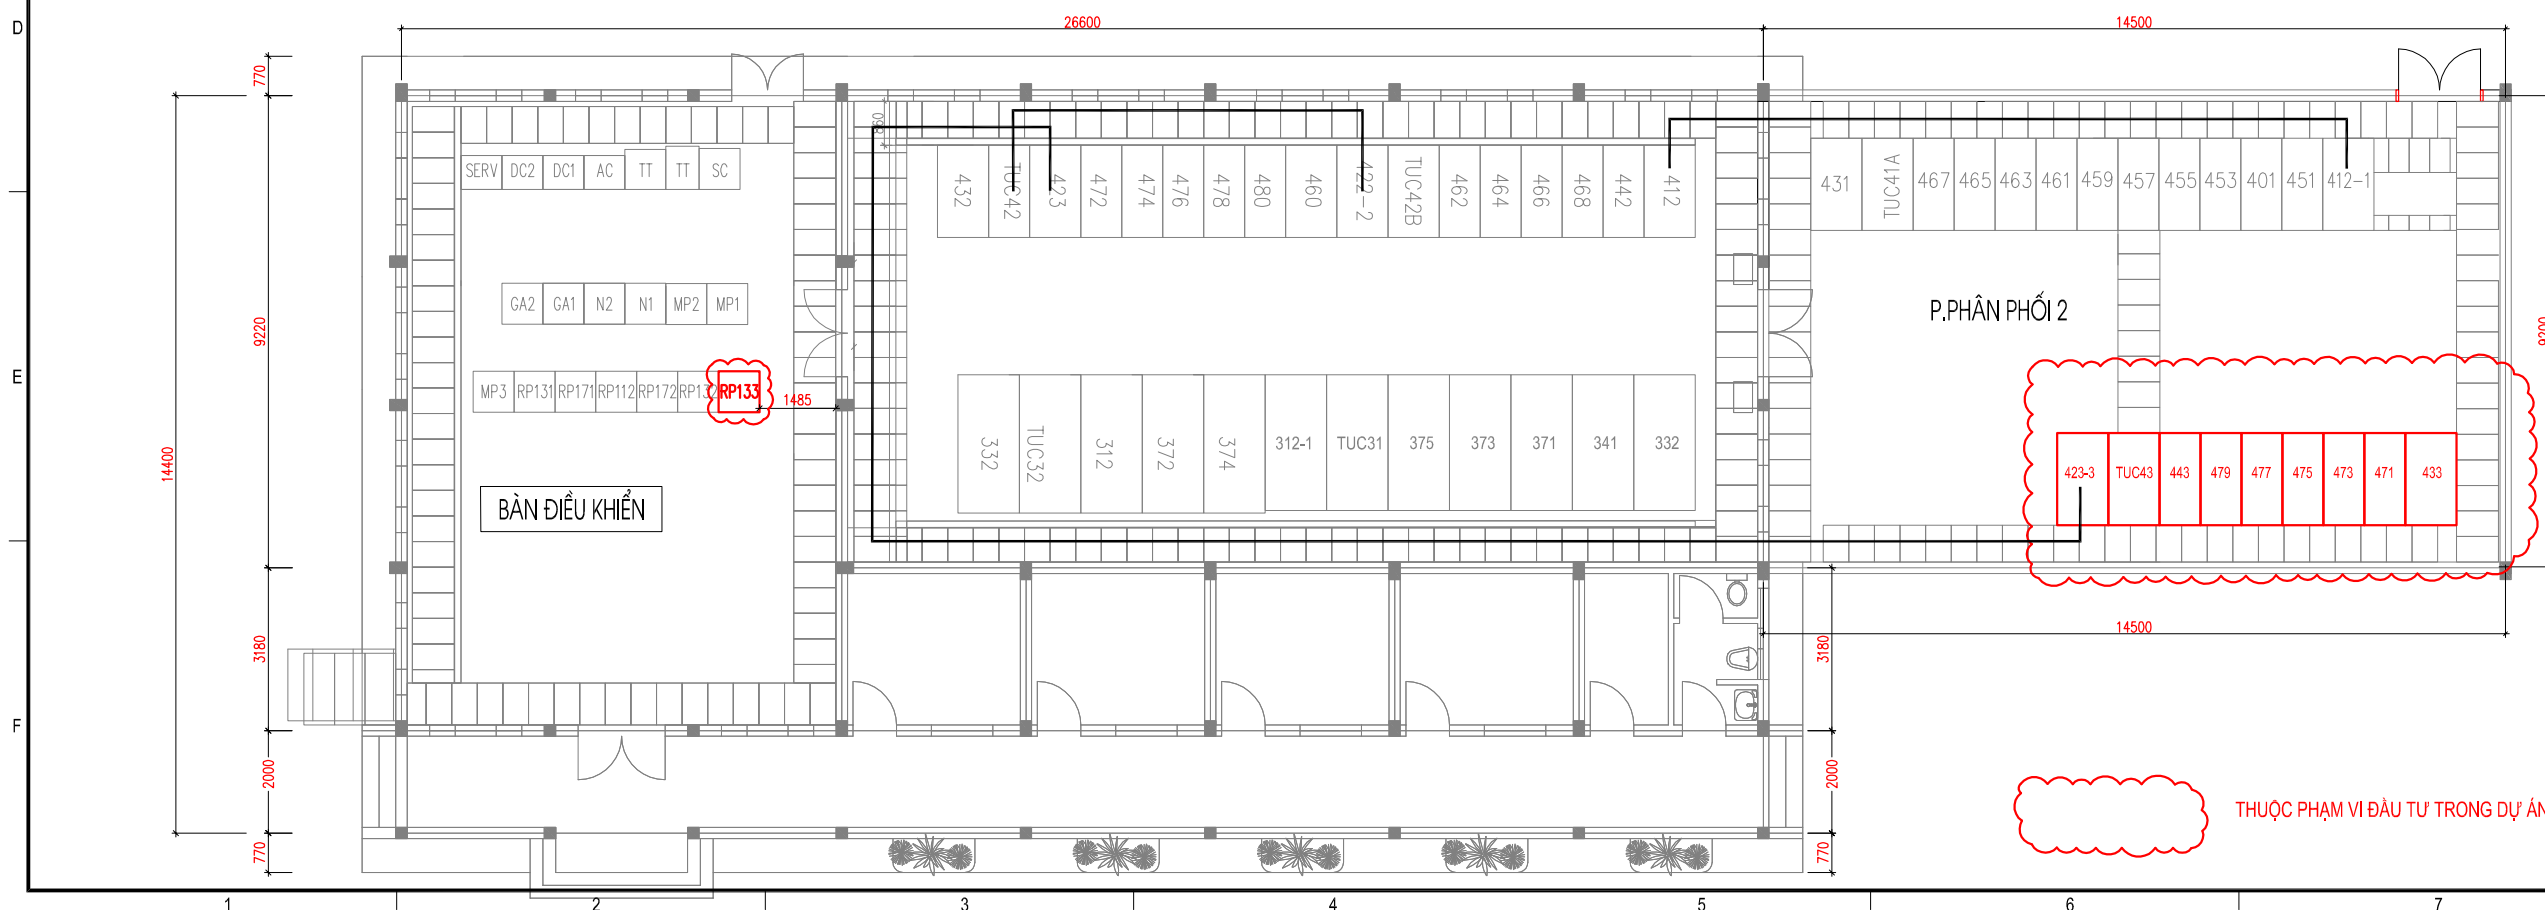 D
26600
14500
770
860
SERV DC2 DC1 AC TT TT SC
432 TUC42 423 472 474 476 478 480 460 422-2 TUC42B 462 464 466 468 442 412
431 TUC41A 467 465 463 461 459 457 455 453 401 451 412-1
GA2 GA1 N2 N1 MP2 MP1
P.PHÂN PHỐI 2
9220
9200
E
MP3 RP131 RP171 RP112 RP172 RP132 RP133
1485
332 TUC32 312 372 374 312-1 TUC31 375 373 371 341 332
423-3 TUC43 443 479 477 475 473 471 433
14400
BÀN ĐIỀU KHIỂN
14500
3180
3180
F
2000
2000
THUỘC PHẠM VI ĐẦU TƯ TRONG DỰ ÁN
770
770
1 2 3 4 5 6 7